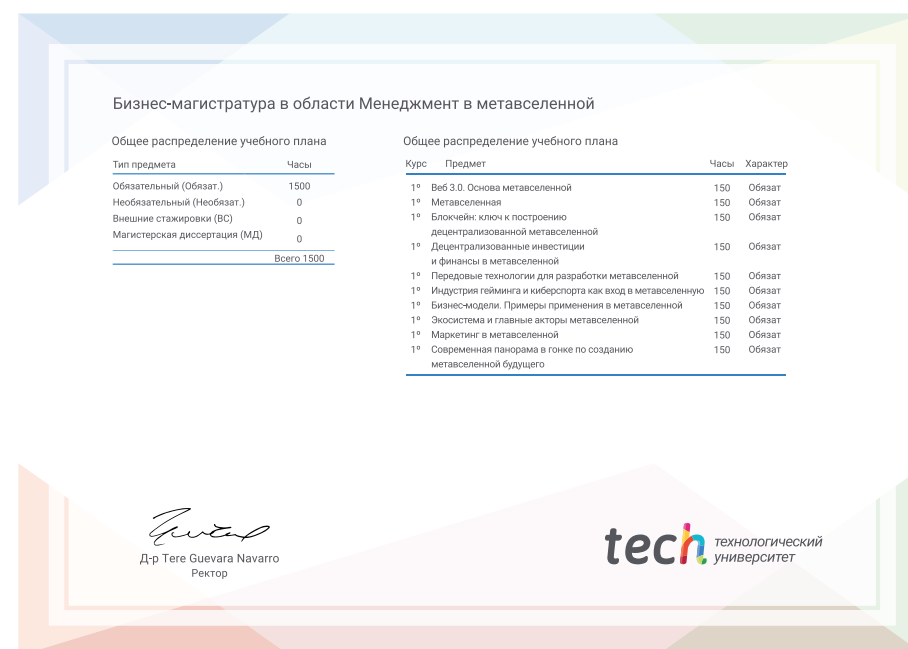 Бизнес-магистратура в области Менеджмент в метавселенной
Общее распределение учебного плана
Тип предмета Часы
Обязательный (Обязат.) 1500
Необязательный (Необязат.) 0
Внешние стажировки (ВС) 0
Магистерская диссертация (МД) 0
Всего 1500
Общее распределение учебного плана
Курс Предмет Часы Характер
1º Веб 3.0. Основа метавселенной 150 Обязат
1º Метавселенная 150 Обязат
1º Блокчейн: ключ к построению 150 Обязат
децентрализованной метавселенной
1º Децентрализованные инвестиции 150 Обязат
и финансы в метавселенной
1º Передовые технологии для разработки метавселенной 150 Обязат
1º Индустрия гейминга и киберспорта как вход в метавселенную 150 Обязат
1º Бизнес-модели. Примеры применения в метавселенной 150 Обязат
1º Экосистема и главные акторы метавселенной 150 Обязат
1º Маркетинг в метавселенной 150 Обязат
1º Современная панорама в гонке по созданию 150 Обязат
метавселенной будущего
Д-р Tere Guevara Navarro
Ректор
tech технологический
университет